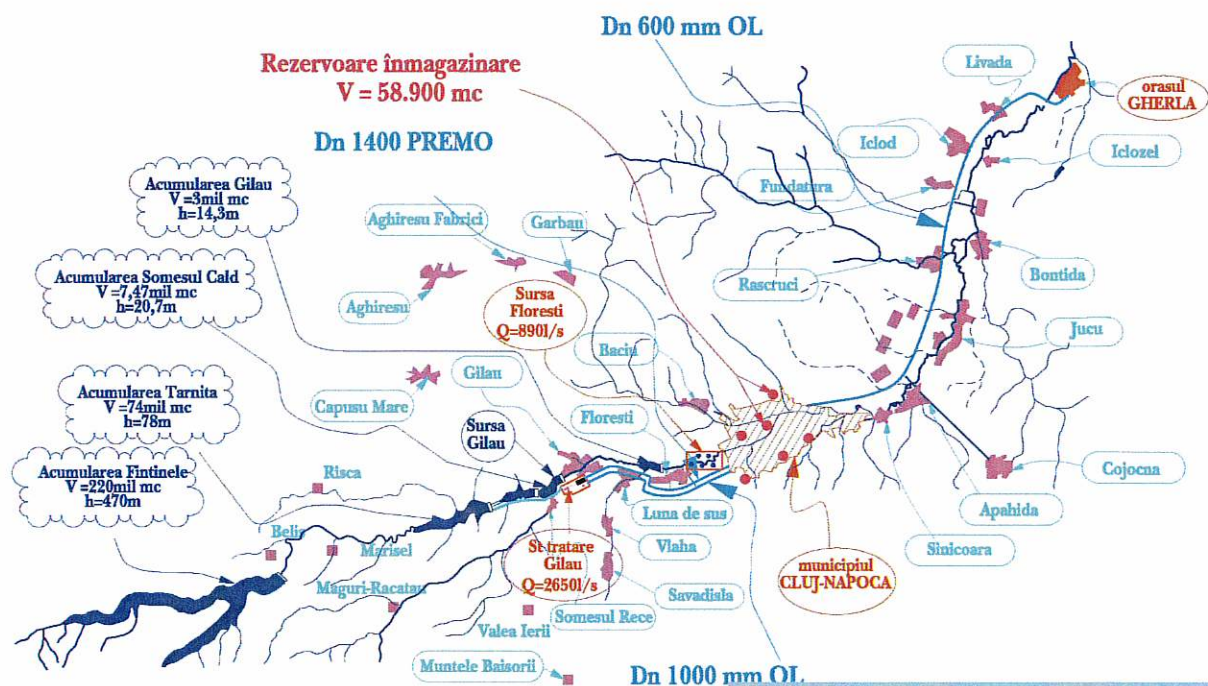 Dn 600 mm OL
Rezervoare înmagazinare
V = 58.900 mc
Livada
orasul
GHERLA
Dn 1400 PREMO
Iclod
Iclozel
Acumularea Gilau
V =3mil mc
h=14,3m
Fundatura
Aghiresu Fabrici
Garbau
Acumularea Somesul Cald
V =7,47mil mc
h=20,7m
Bontida
Rascruci
Aghiresu
Sursa
Floresti
Q=890l/s
Jucu
Baciu
Gilau
Acumularea Tarnita
V =74mil mc
h=78m
Capusu Mare
Sursa
Gilau
Floresti
Acumularea Fintinele
V =220mil mc
h=470m
Risca
Cojocna
Luna de sus
Apahida
Belis
Marisel
St tratare
Gilau
Q=2650l/s
Vlaha
Sinicoara
municipiul
CLUJ-NAPOCA
Maguri-Racatau
Savadisla
Somesul Rece
Valea Ierii
Muntele Baisorii
Dn 1000 mm OL